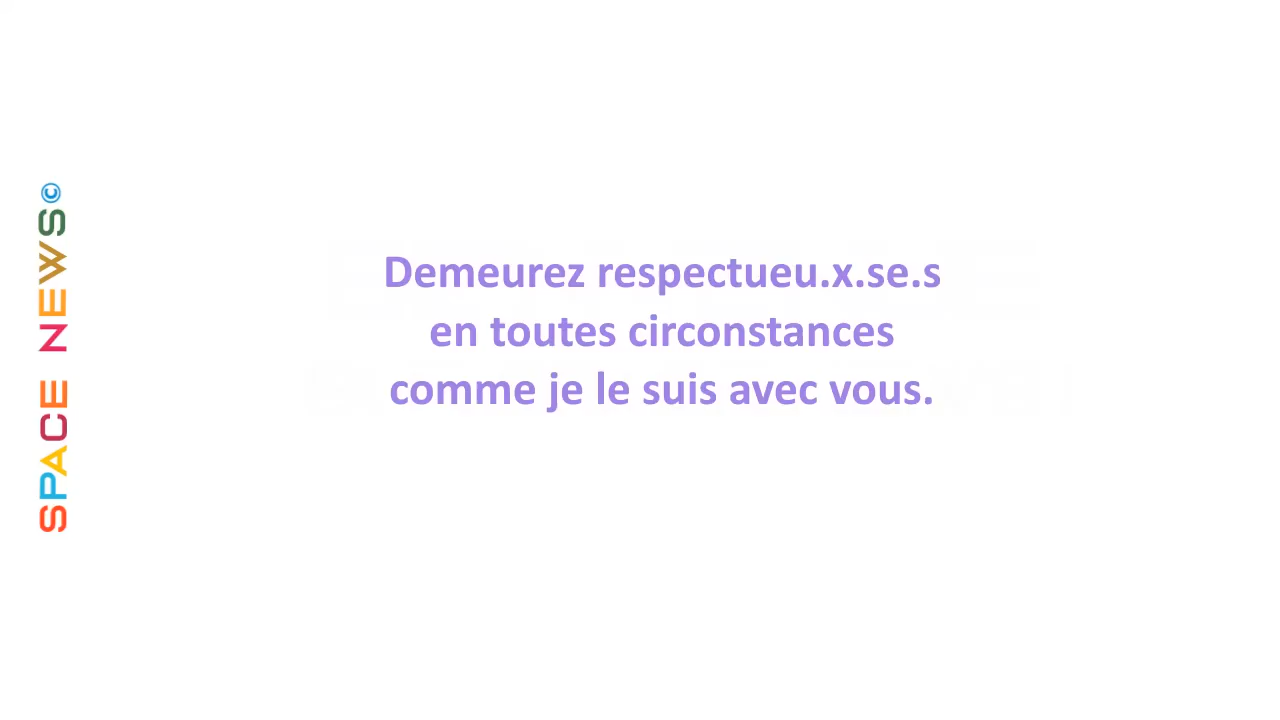 SPACE NEWS©
Demeurez respectueu.x.se.s
en toutes circonstances
comme je le suis avec vous.